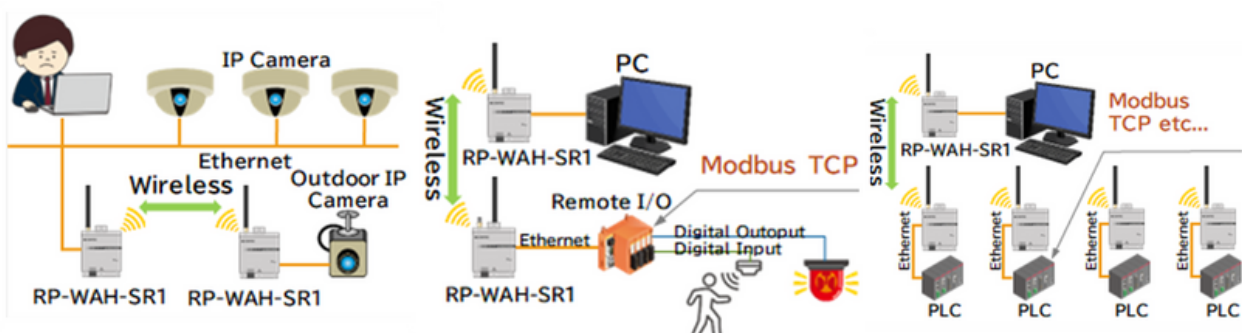 IP Camera
Ethernet
Wireless
Outdoor IP
Camera
RP-WAH-SR1
RP-WAH-SR1
PC
Wireless
RP-WAH-SR1
Modbus TCP
Remote I/O
Ethernet
Digital Outoput
Digital Input
RP-WAH-SR1
PC
Modbus
TCP etc...
Wireless
RP-WAH-SR1
Ethernet
Ethernet
Ethernet
Ethernet
PLC
PLC
PLC
PLC